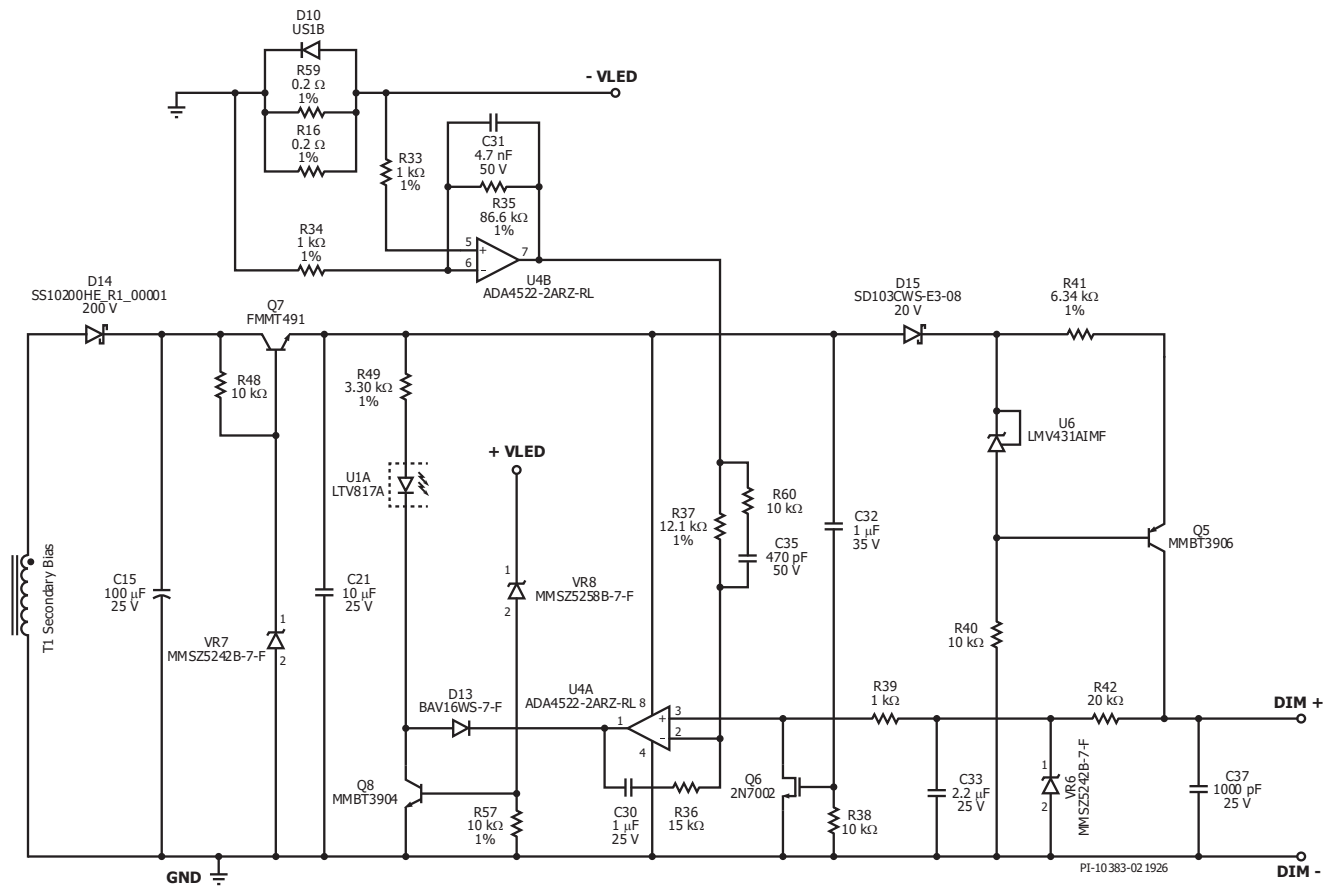 D10
US1B
R59
0.2 Ω
1%
R16
0.2 Ω
1%
- VLED
C31
4.7 nF
50 V
R33
1 kΩ
1%
R35
86.6 kΩ
1%
R34
1 kΩ
1%
5
6
7
+
-
U4B
ADA4522-2ARZ-RL
D14
SS10200HE_R1_00001
200 V
Q7
FMMT491
D15
SD103CWS-E3-08
20 V
R41
6.34 kΩ
1%
R48
10 kΩ
R49
3.30 kΩ
1%
U6
LMV431AIMF
+ VLED
U1A
LTV817A
R37
12.1 kΩ
1%
R60
10 kΩ
C35
470 pF
50 V
C32
1 µF
35 V
Q5
MMBT3906
T1 Secondary Bias
C15
100 µF
25 V
C21
10 µF
25 V
1
VR8
MMSZ5258B-7-F
2
1
VR7
MMSZ5242B-7-F
2
R40
10 kΩ
D13
BAV16WS-7-F
U4A
ADA4522-2ARZ-RL
8
1
3
+
2
-
4
R39
1 kΩ
R42
20 kΩ
DIM +
Q8
MMBT3904
R57
10 kΩ
1%
C30
1 µF
25 V
R36
15 kΩ
Q6
2N7002
R38
10 kΩ
C33
2.2 µF
25 V
1
2
VR6
MMSZ5242B-7-F
C37
1000 pF
25 V
PI-10383-021926
GND
DIM -